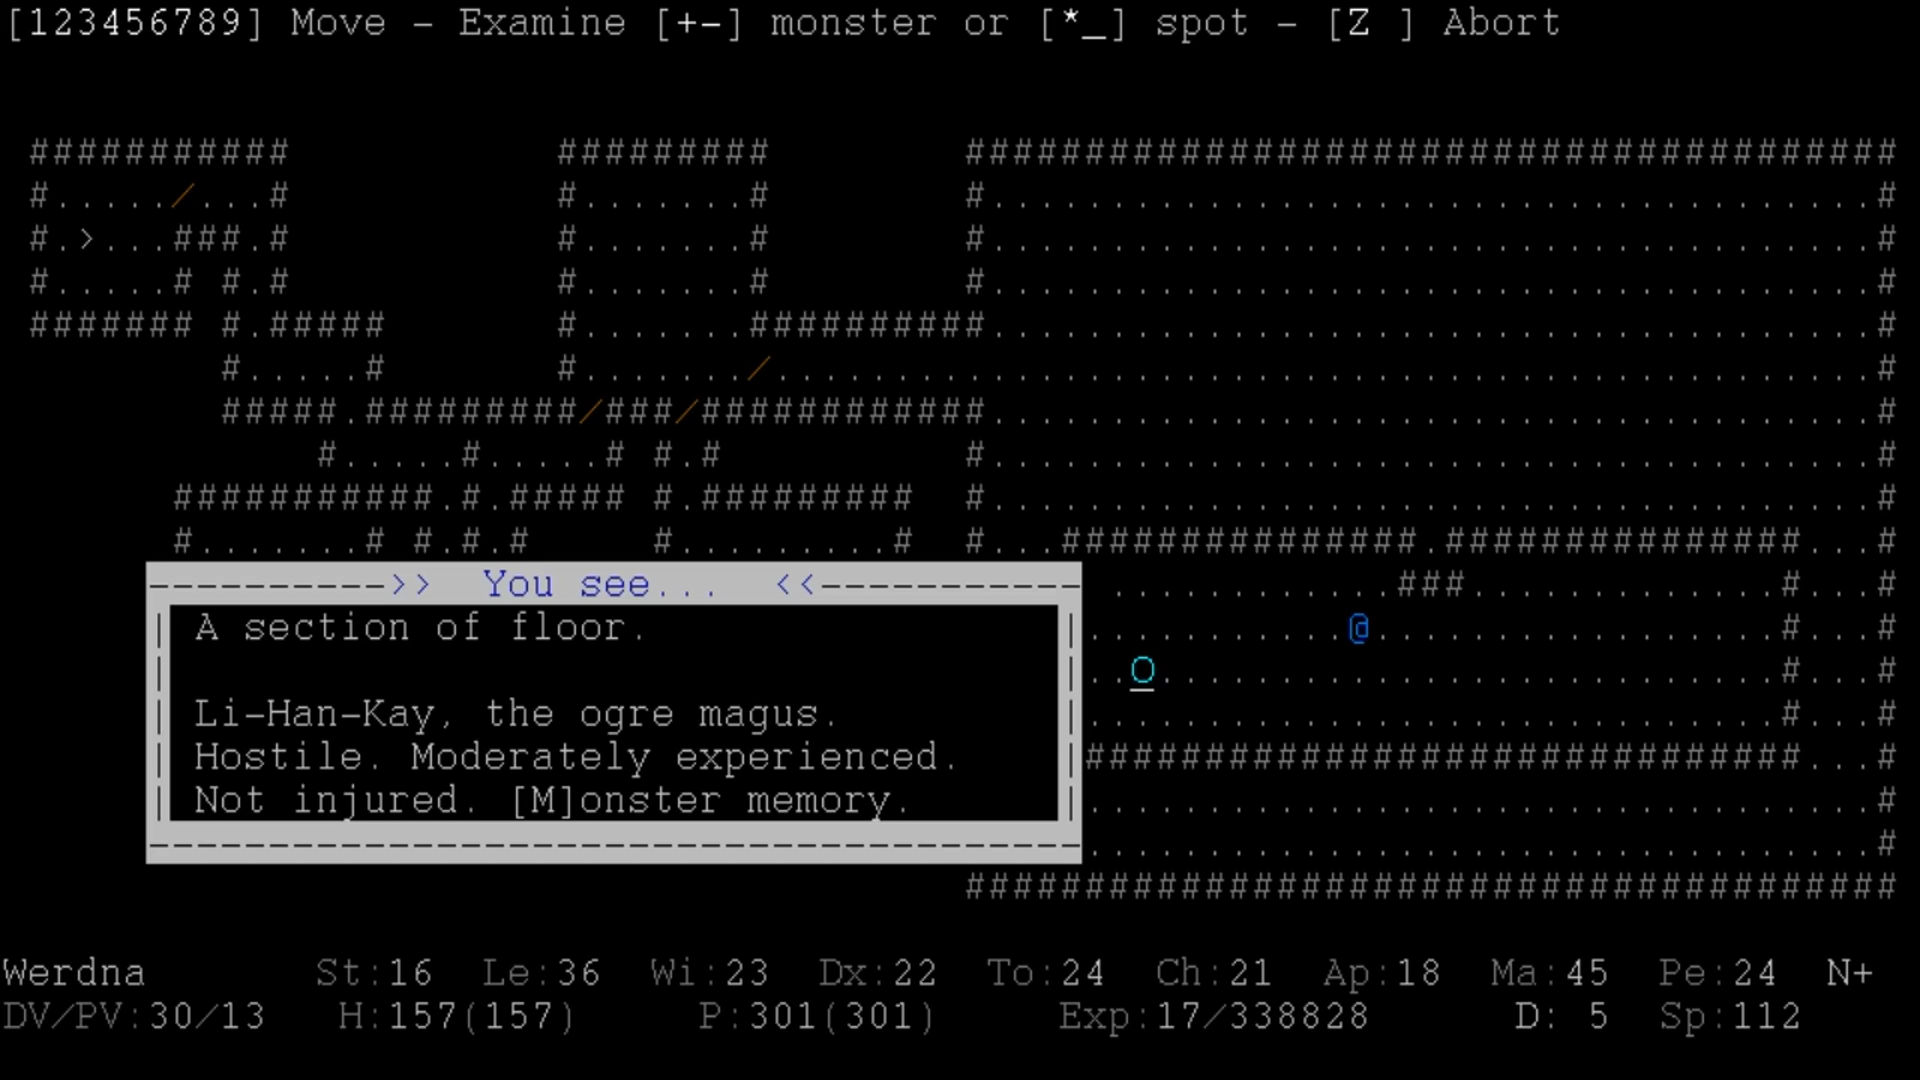 [123456789] Move - Examine [+-] monster or [*_] spot - [Z ] Abort
You see...
A section of floor.
Li-Han-Kay, the ogre magus.
Hostile. Moderately experienced.
Not injured. [M]onster memory.
Werdna St:16 Le:36 Wi:23 Dx:22 To:24 Ch:21 Ap:18 Ma:45 Pe:24 N+
DV/PV:30/13 H:157(157) P:301(301) Exp:17/338828 D: 5 Sp:112